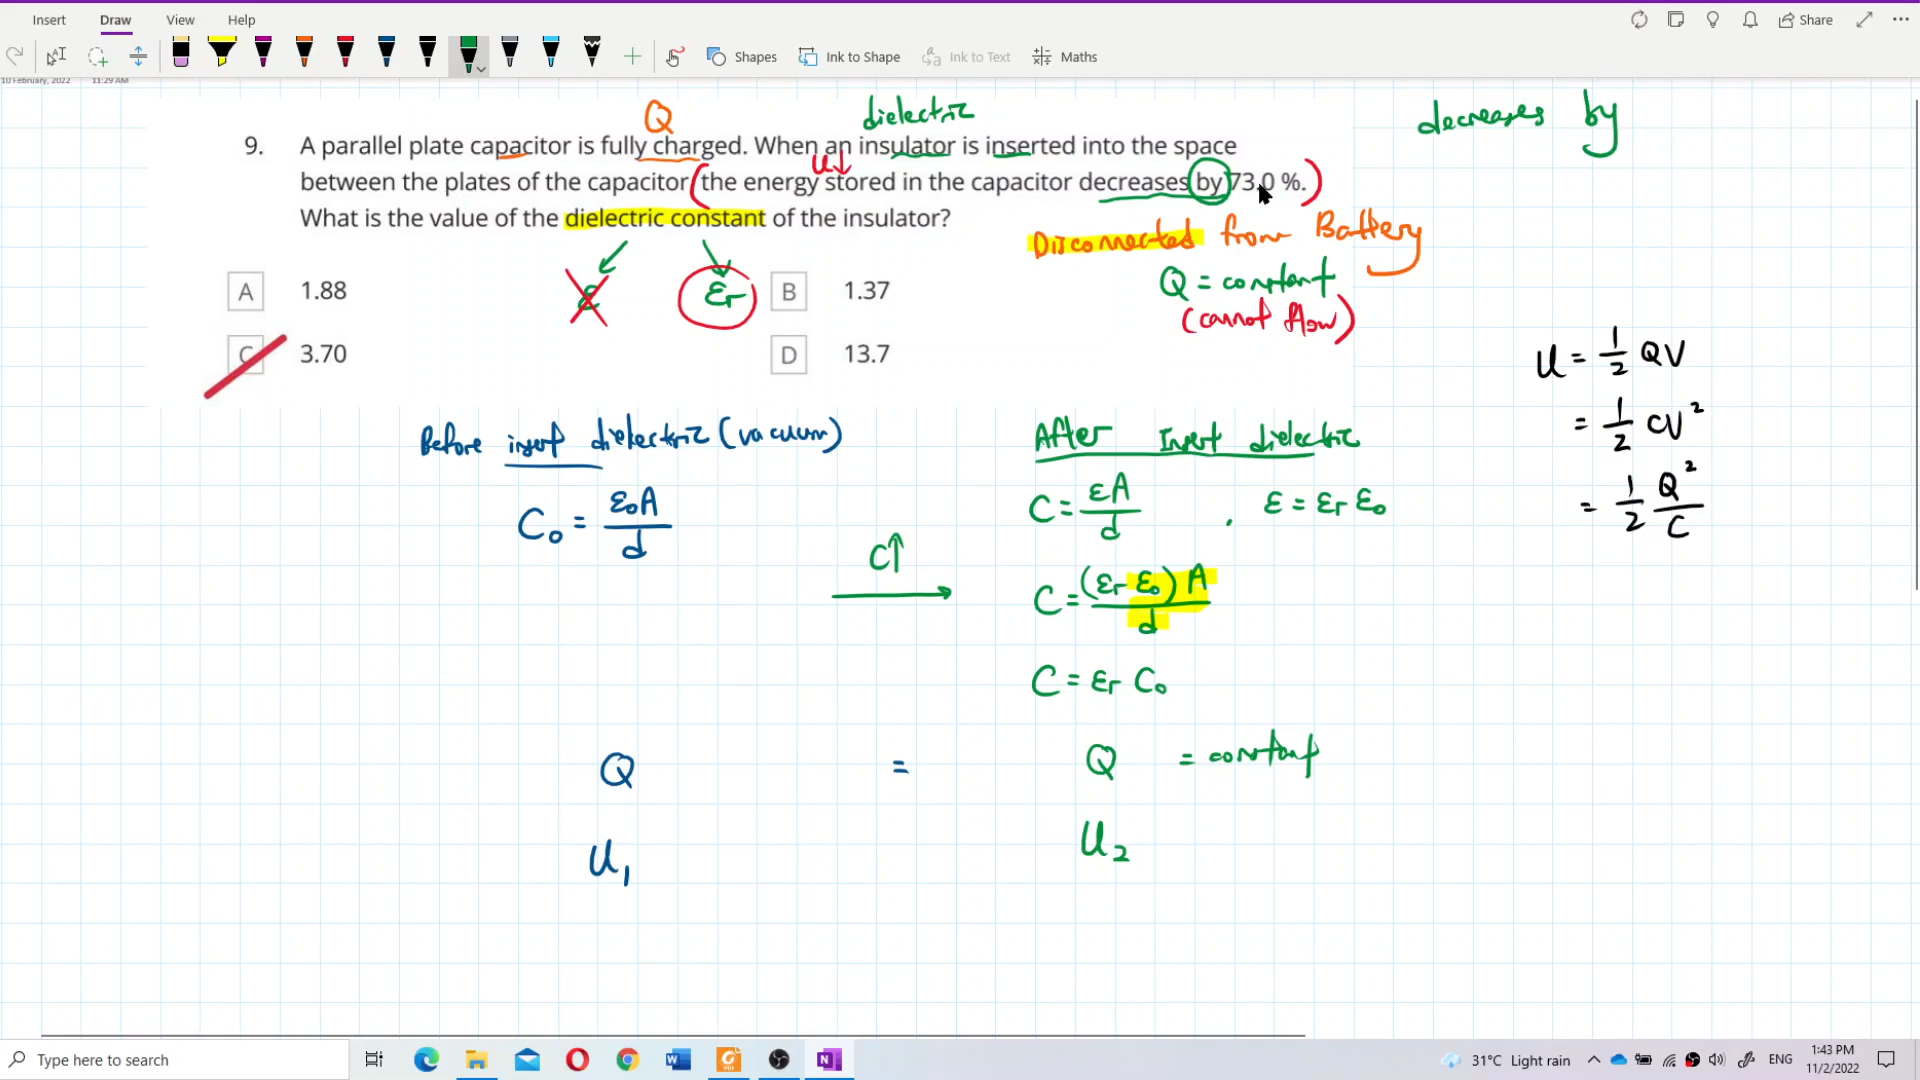 Insert Draw View Help
Share
Shapes Ink to Shape Ink to Text Maths
10 February, 2022 11:29 AM
Q dielectric decreases by
9. A parallel plate capacitor is fully charged. When an insulator is inserted into the space
U↓
between the plates of the capacitor (the energy stored in the capacitor decreases by 73.0 %.)
What is the value of the dielectric constant of the insulator?
Disconnected from Battery
Q = constant
(cannot flow)
ε εr
A 1.88 B 1.37
C 3.70 D 13.7
U = 1/2 QV
= 1/2 CV²
= 1/2 Q²/C
Before insert dielectric (vacuum)
C₀ = ε₀A/d
C↑
After Insert dielectric
C = εA/d , ε = εr ε₀
C = (εr ε₀) A/d
C = εr C₀
Q = Q = constant
U₁ U₂
Type here to search
31°C Light rain
ENG
1:43 PM
11/2/2022